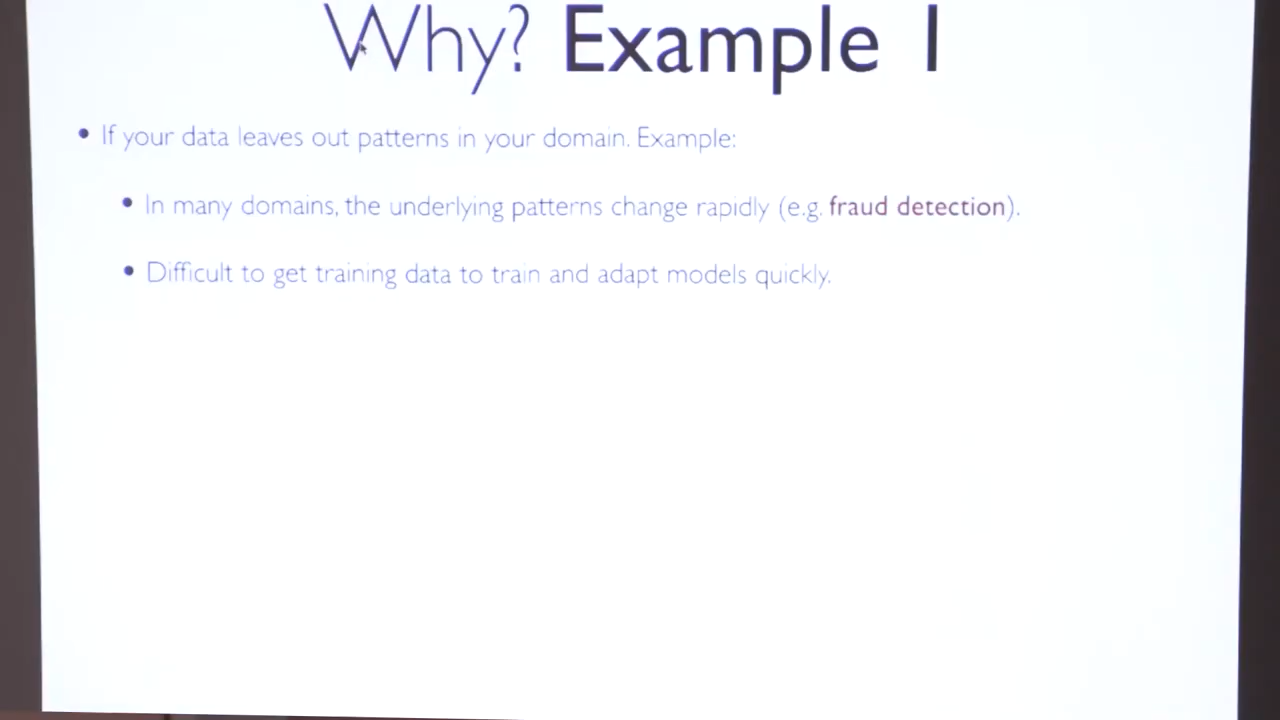 Why? Example 1
• If your data leaves out patterns in your domain. Example:
• In many domains, the underlying patterns change rapidly (e.g. fraud detection).
• Difficult to get training data to train and adapt models quickly.